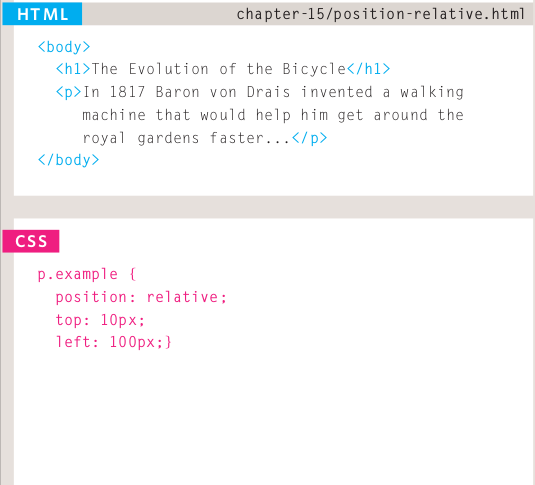 HTML
chapter-15/position-relative.html
<body>
<h1>The Evolution of the Bicycle</h1>
<p>In 1817 Baron von Drais invented a walking
machine that would help him get around the
royal gardens faster...</p>
</body>
CSS
p.example {
position: relative;
top: 10px;
left: 100px;}